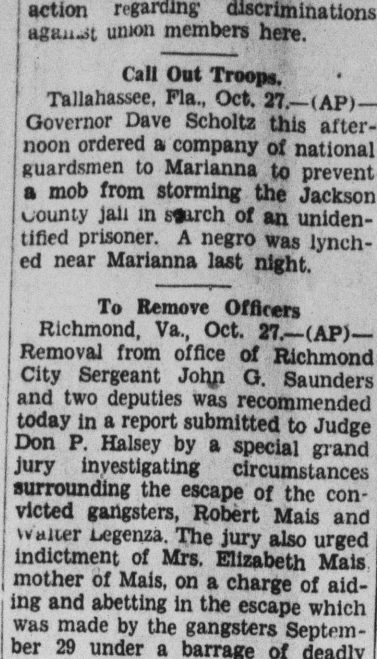 action regarding discriminations
against union members here.
Call Out Troops.
Tallahassee, Fla., Oct. 27.—(AP)—
Governor Dave Scholtz this after-
noon ordered a company of national
guardsmen to Marianna to prevent
a mob from storming the Jackson
County jail in search of an uniden-
tified prisoner. A negro was lynch-
ed near Marianna last night.
To Remove Officers
Richmond, Va., Oct. 27.—(AP)—
Removal from office of Richmond
City Sergeant John G. Saunders
and two deputies was recommended
today in a report submitted to Judge
Don P. Halsey by a special grand
jury investigating circumstances
surrounding the escape of the con-
victed gangsters, Robert Mais and
Walter Legenza. The jury also urged
indictment of Mrs. Elizabeth Mais
mother of Mais, on a charge of aid-
ing and abetting in the escape which
was made by the gangsters Septem-
ber 29 under a barrage of deadly